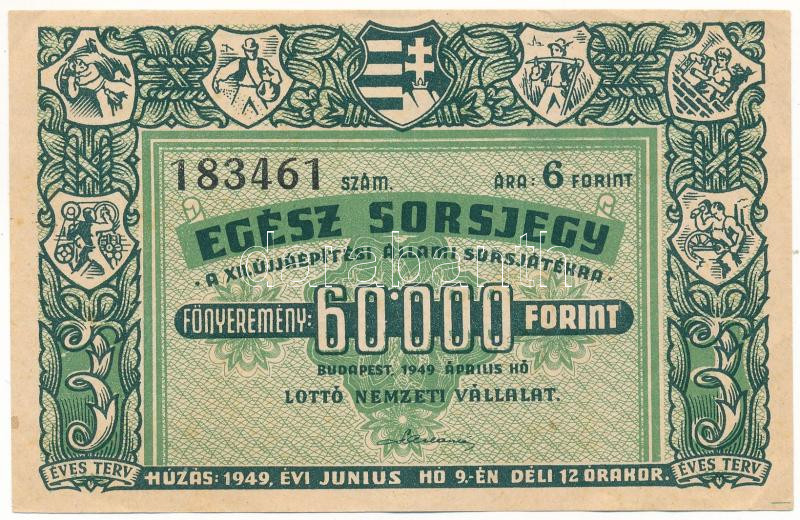 183461 SZÁM. ÁRA: 6 FORINT
EGÉSZ SORSJEGY
A XII. ÚJJÁÉPÍTÉSI ÁLLAMI SORSJÁTÉKRA
FŐNYEREMÉNY: 60.000 FORINT
BUDAPEST, 1949 ÁPRILIS HÓ
LOTTÓ NEMZETI VÁLLALAT.
3 3
ÉVES TERV ÉVES TERV
HÚZÁS: 1949. ÉVI JUNIUS HÓ 9.-ÉN DÉLI 12 ÓRAKOR.